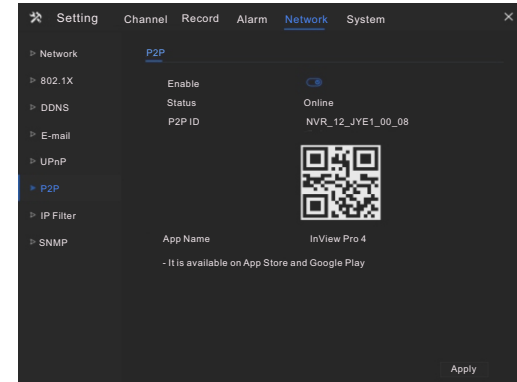 Setting Channel Record Alarm Network System
Network
802.1X
DDNS
E-mail
UPnP
P2P
IP Filter
SNMP
P2P
Enable
Status Online
P2P ID NVR_12_JYE1_00_08
App Name InView Pro 4
- It is available on App Store and Google Play
Apply